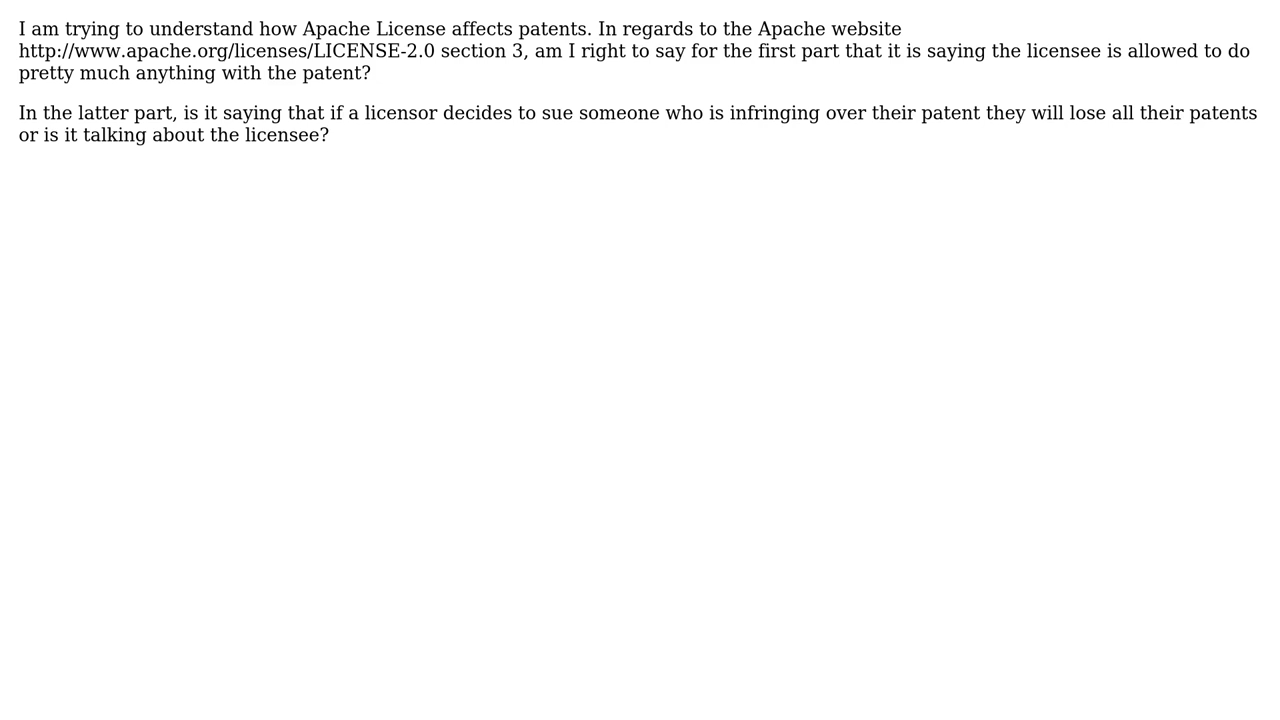 I am trying to understand how Apache License affects patents. In regards to the Apache website
http://www.apache.org/licenses/LICENSE-2.0 section 3, am I right to say for the first part that it is saying the licensee is allowed to do
pretty much anything with the patent?
In the latter part, is it saying that if a licensor decides to sue someone who is infringing over their patent they will lose all their patents
or is it talking about the licensee?